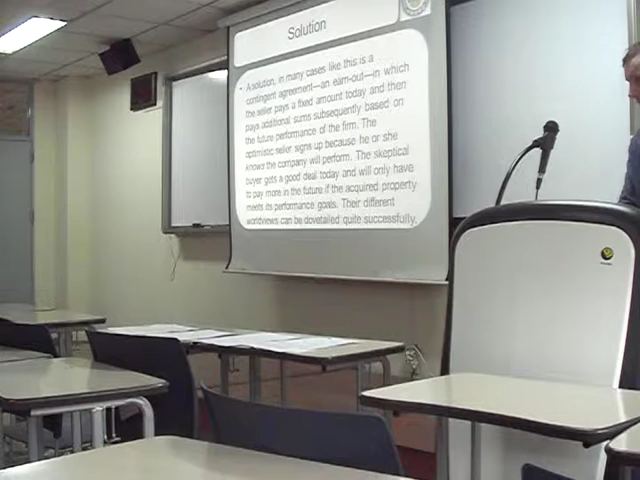 Solution
• A solution, in many cases like this is a
contingent agreement—an earn-out—in which
the seller pays a fixed amount today and then
pays additional sums subsequently based on
the future performance of the firm. The
optimistic seller signs up because he or she
knows the company will perform. The skeptical
buyer gets a good deal today and will only have
to pay more in the future if the acquired property
meets its performance goals. Their different
worldviews can be dovetailed quite successfully.